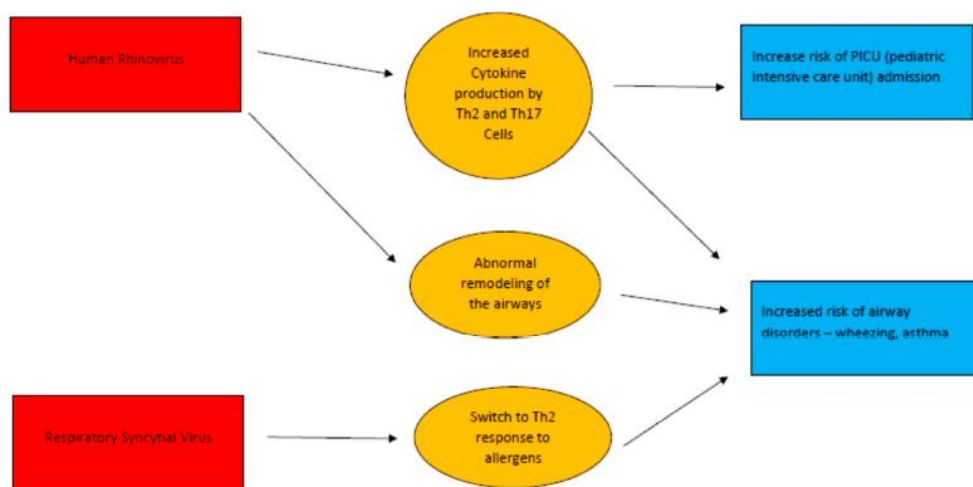 Human Rhinovirus
Increased
Cytokine
production by
Th2 and Th17
Cells
Increase risk of PICU (pediatric
intensive care unit) admission
Abnormal
remodeling of
the airways
Increased risk of airway
disorders – wheezing, asthma
Respiratory Syncytial Virus
Switch to Th2
response to
allergens